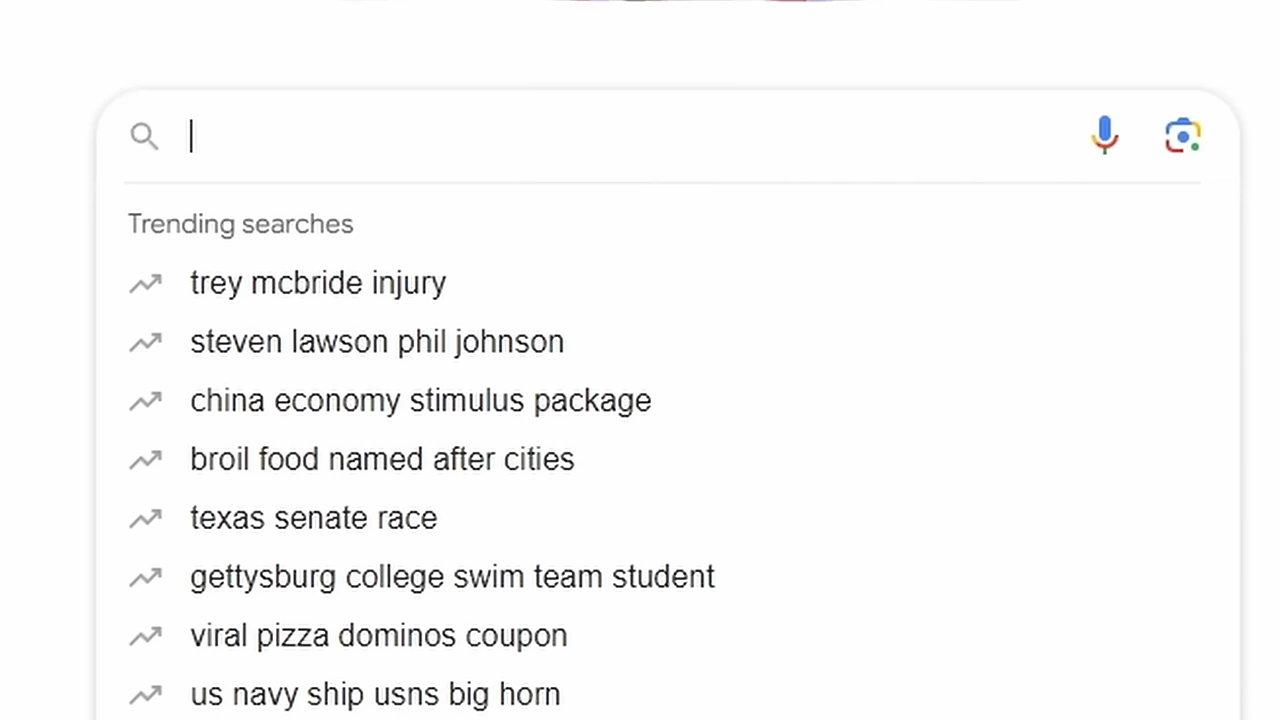 Trending searches
trey mcbride injury
steven lawson phil johnson
china economy stimulus package
broil food named after cities
texas senate race
gettysburg college swim team student
viral pizza dominos coupon
us navy ship usns big horn